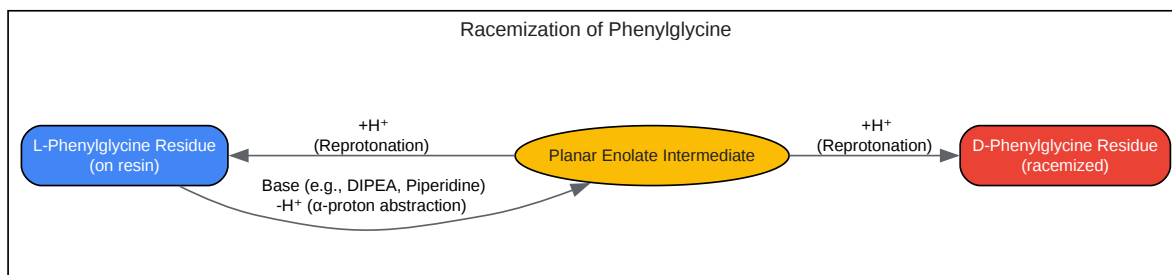 Racemization of Phenylglycine
L-Phenylglycine Residue
(on resin)
+H⁺
(Reprotonation)
Base (e.g., DIPEA, Piperidine)
-H⁺ (α-proton abstraction)
Planar Enolate Intermediate
+H⁺
(Reprotonation)
D-Phenylglycine Residue
(racemized)